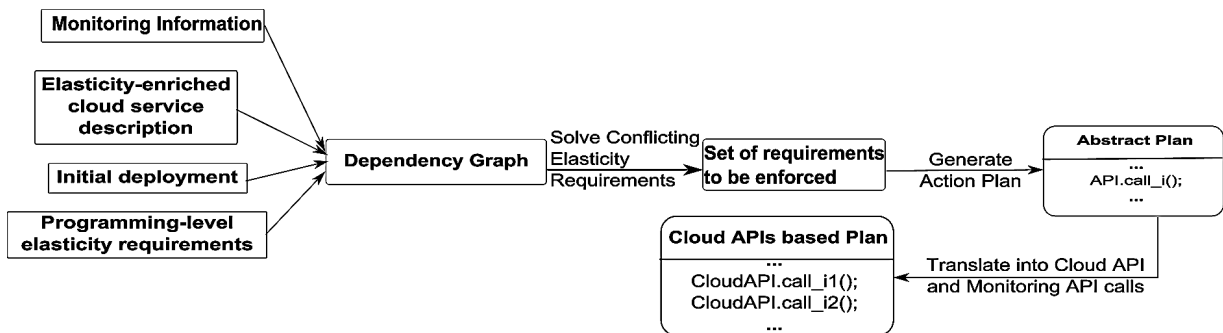 Monitoring Information
Elasticity-enriched
cloud service
description
Initial deployment
Programming-level
elasticity requirements
Dependency Graph
Solve Conflicting
Elasticity
Requirements
Set of requirements
to be enforced
Generate
Action Plan
Abstract Plan
...
API.call_i();
...
Translate into Cloud API
and Monitoring API calls
Cloud APIs based Plan
...
CloudAPI.call_i1();
CloudAPI.call_i2();
...